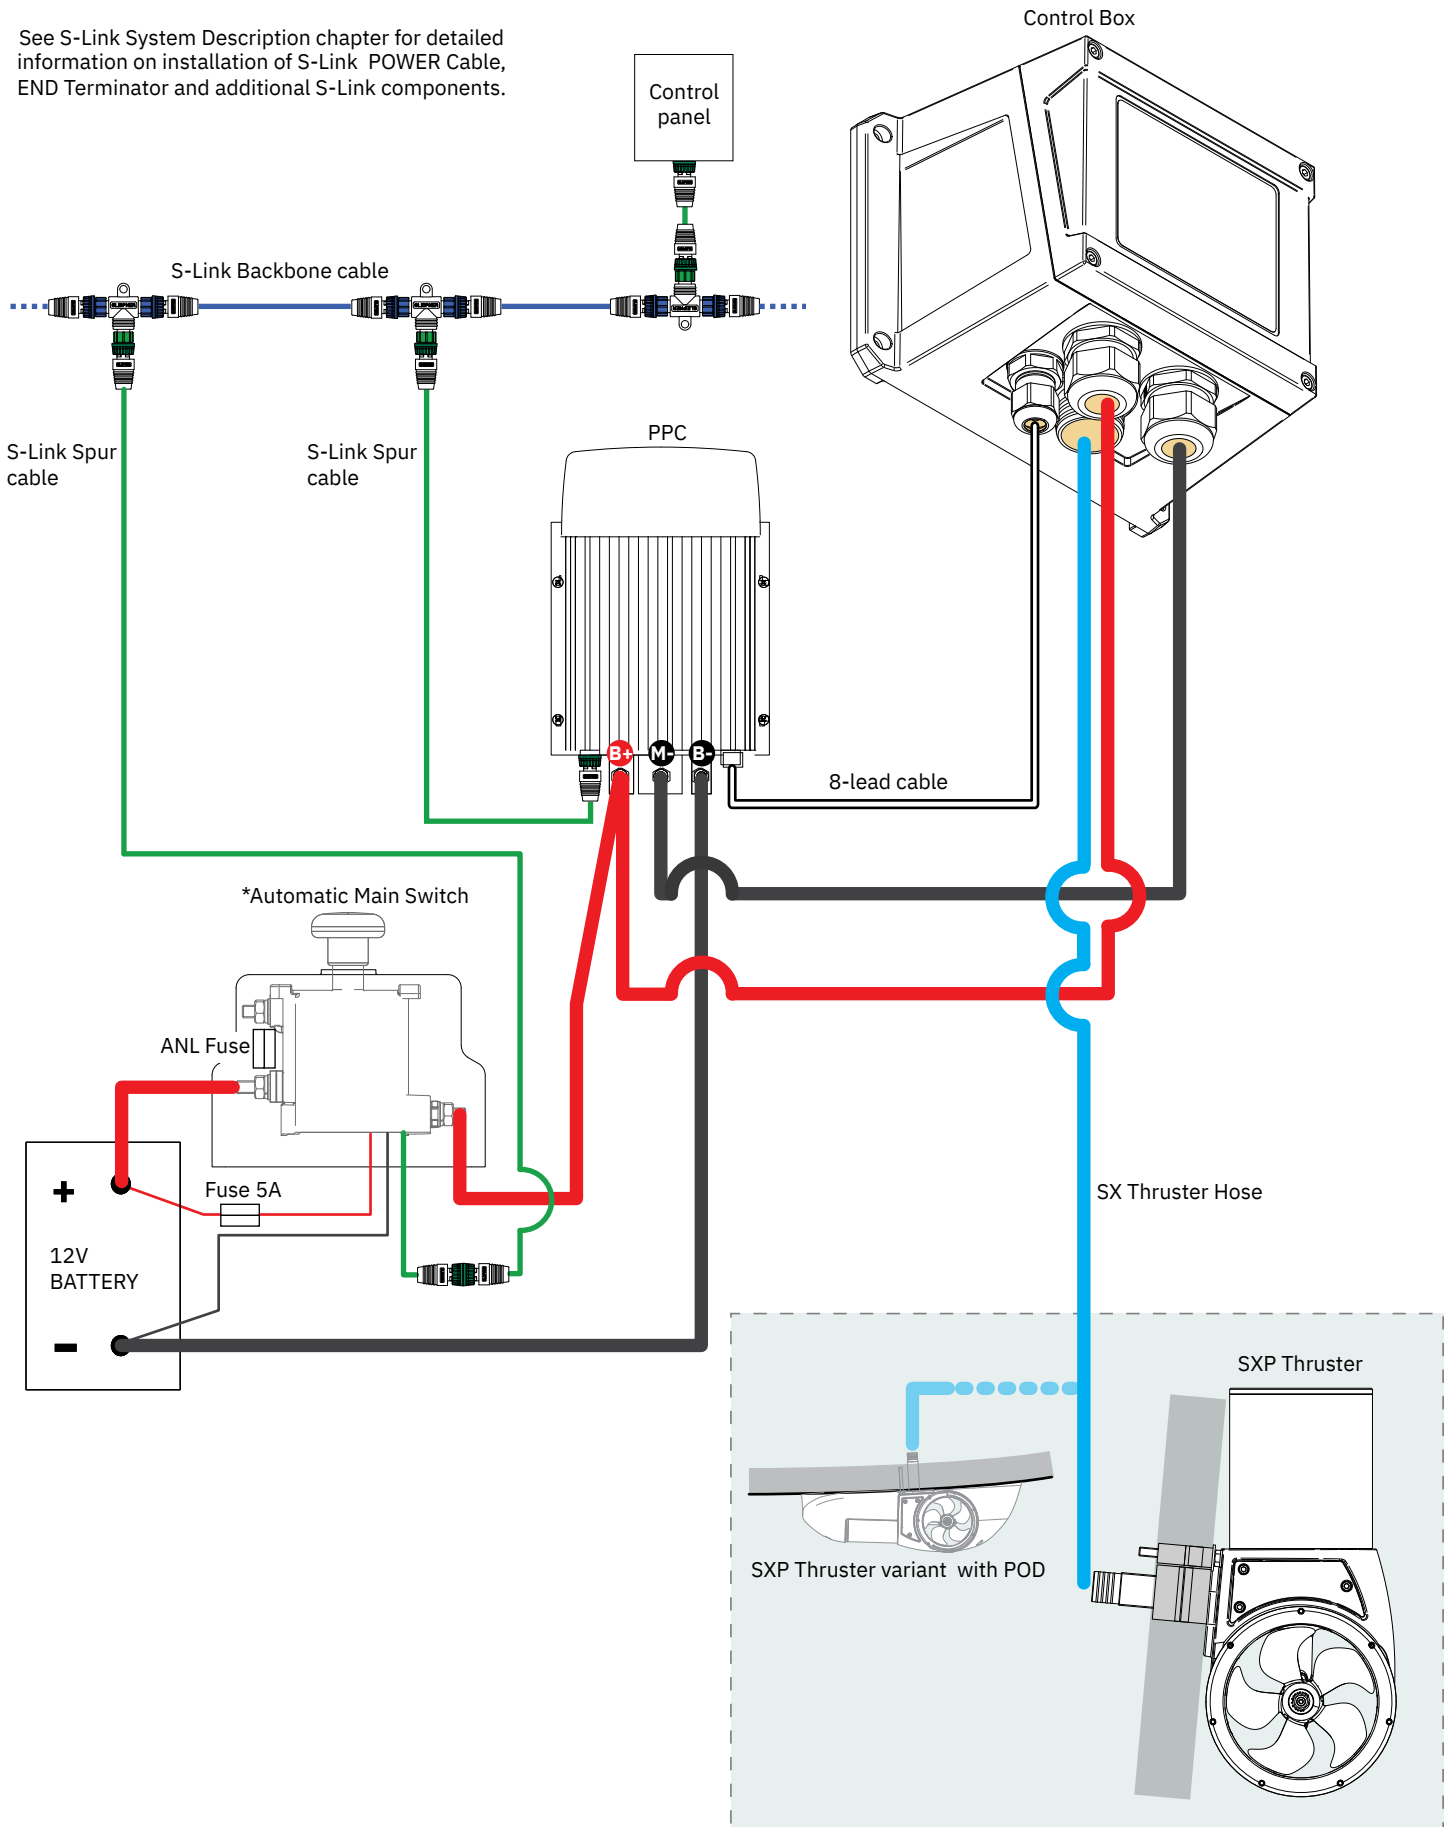 See S-Link System Description chapter for detailed
information on installation of S-Link POWER Cable,
END Terminator and additional S-Link components.
Control Box
Control
panel
S-Link Backbone cable
S-Link Spur
cable
S-Link Spur
cable
PPC
B+
M-
B-
8-lead cable
*Automatic Main Switch
ANL Fuse
Fuse 5A
+
12V
BATTERY
-
SX Thruster Hose
SXP Thruster
SXP Thruster variant with POD